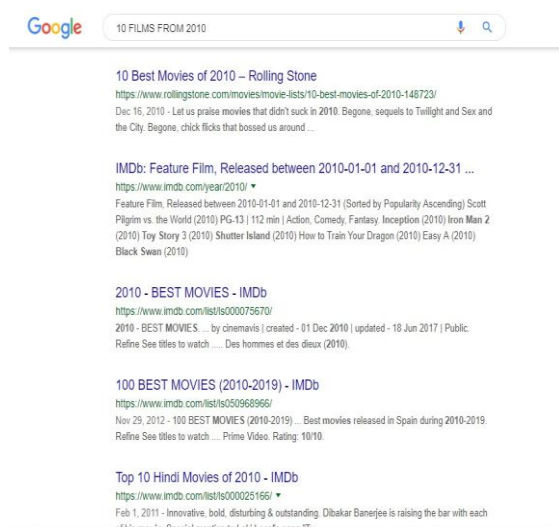 Google
10 FILMS FROM 2010
10 Best Movies of 2010 – Rolling Stone
https://www.rollingstone.com/movies/movie-lists/10-best-movies-of-2010-148723/
Dec 16, 2010 - Let us praise movies that didn't suck in 2010. Begone, sequels to Twilight and Sex and
the City. Begone, chick flicks that bossed us around ...
IMDb: Feature Film, Released between 2010-01-01 and 2010-12-31 ...
https://www.imdb.com/year/2010/
Feature Film, Released between 2010-01-01 and 2010-12-31 (Sorted by Popularity Ascending) Scott
Pilgrim vs. the World (2010) PG-13 | 112 min | Action, Comedy, Fantasy. Inception (2010) Iron Man 2
(2010) Toy Story 3 (2010) Shutter Island (2010) How to Train Your Dragon (2010) Easy A (2010)
Black Swan (2010)
2010 - BEST MOVIES - IMDb
https://www.imdb.com/list/ls000075670/
2010 - BEST MOVIES. ... by cinemavis | created - 01 Dec 2010 | updated - 18 Jun 2017 | Public.
Refine See titles to watch ..... Des hommes et des dieux (2010).
100 BEST MOVIES (2010-2019) - IMDb
https://www.imdb.com/list/ls050968966/
Nov 29, 2012 - 100 BEST MOVIES (2010-2019) ... Best movies released in Spain during 2010-2019.
Refine See titles to watch .... Prime Video. Rating: 10/10.
Top 10 Hindi Movies of 2010 - IMDb
https://www.imdb.com/list/ls000025166/
Feb 1, 2011 - Innovative, bold, disturbing & outstanding. Dibakar Banerjee is raising the bar with each